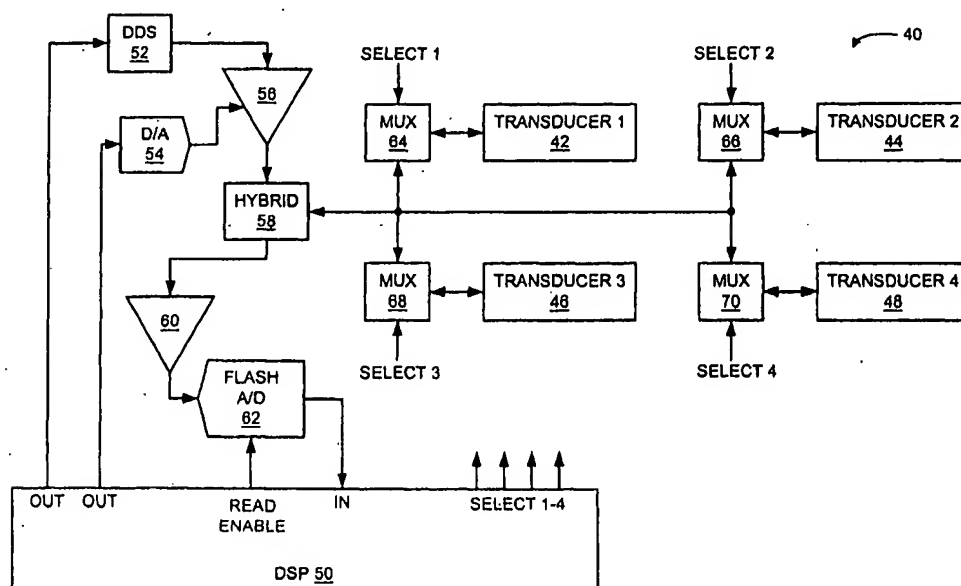 DDS
52
SELECT 1
SELECT 2
40
56
D/A
54
MUX
64
TRANSDUCER 1
42
MUX
66
TRANSDUCER 2
44
HYBRID
58
MUX
68
TRANSDUCER 3
46
MUX
70
TRANSDUCER 4
48
60
SELECT 3
SELECT 4
FLASH
A/D
62
OUT
OUT
READ
ENABLE
IN
SELECT 1-4
DSP 50